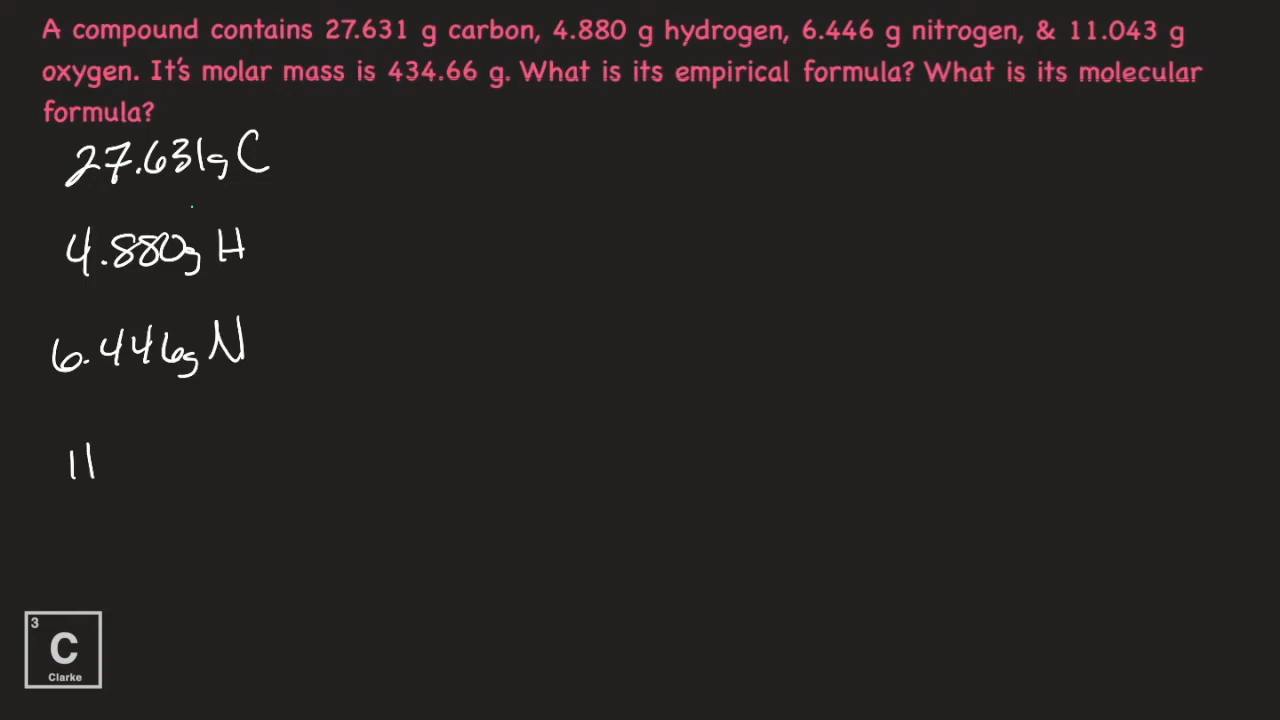 A compound contains 27.631 g carbon, 4.880 g hydrogen, 6.446 g nitrogen, & 11.043 g
oxygen. It's molar mass is 434.66 g. What is its empirical formula? What is its molecular
formula?
27.631g C
4.880g H
6.446g N
11
3
C
Clarke